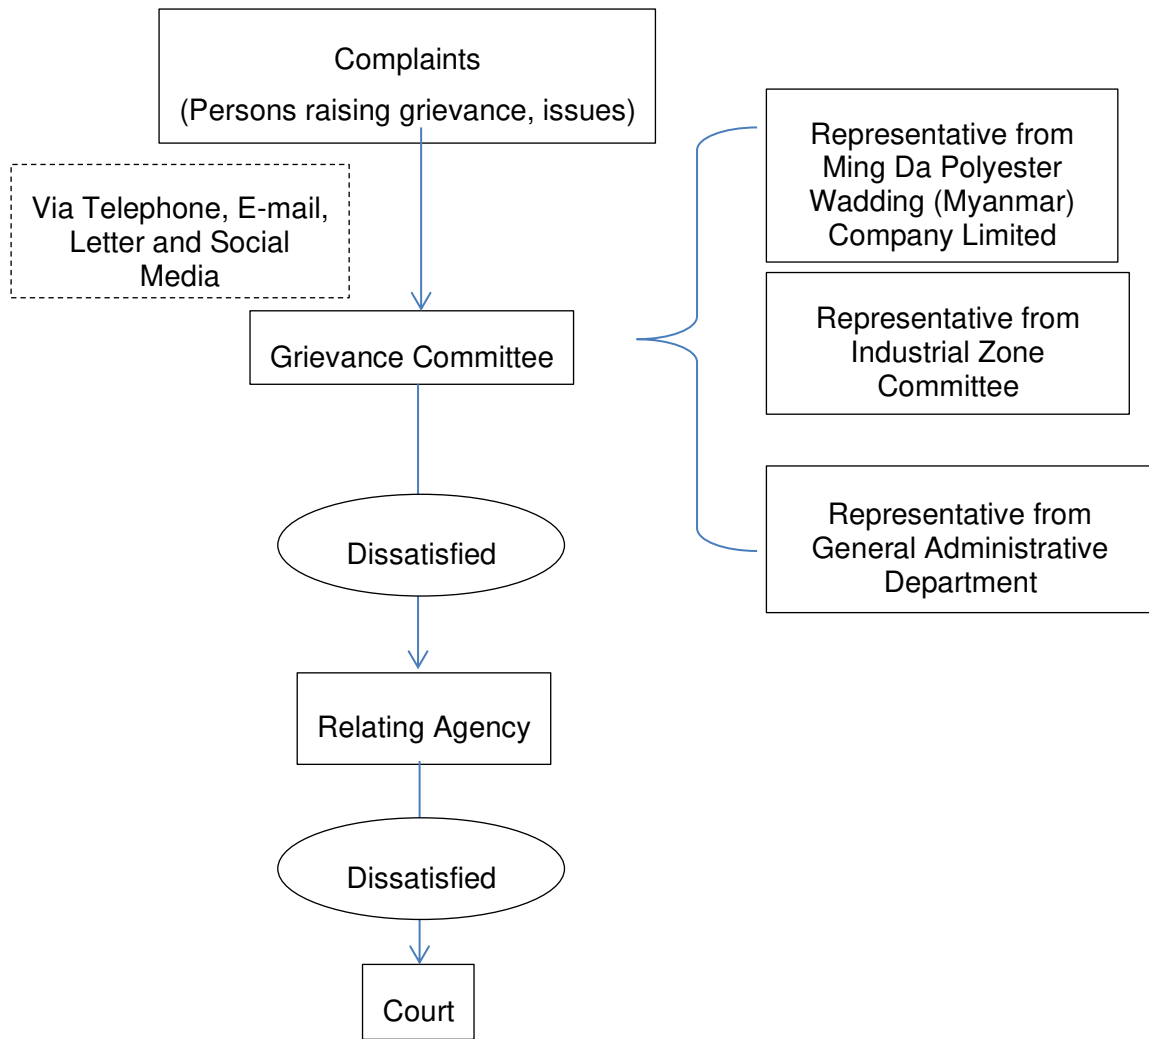 Complaints
(Persons raising grievance, issues)
Via Telephone, E-mail,
Letter and Social
Media
Grievance Committee
Representative from
Ming Da Polyester
Wadding (Myanmar)
Company Limited
Representative from
Industrial Zone
Committee
Representative from
General Administrative
Department
Dissatisfied
Relating Agency
Dissatisfied
Court